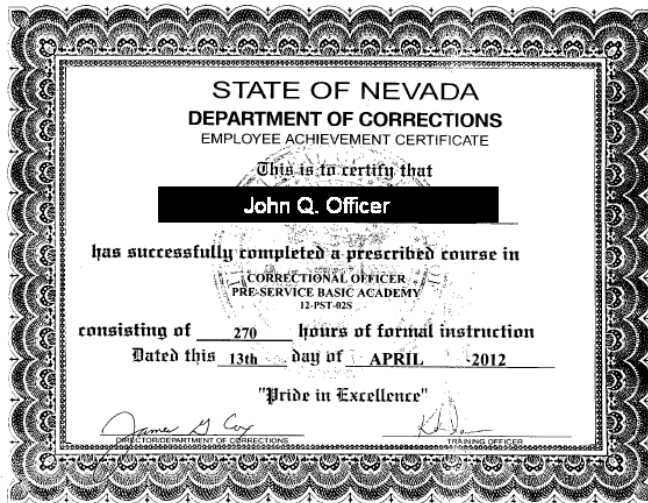 STATE OF NEVADA
DEPARTMENT OF CORRECTIONS
EMPLOYEE ACHIEVEMENT CERTIFICATE
This is to certify that
John Q. Officer
has successfully completed a prescribed course in
CORRECTIONAL OFFICER
PRE-SERVICE BASIC ACADEMY
12-PST-02S
consisting of 270 hours of formal instruction
Dated this 13th day of APRIL 2012
"Pride in Excellence"
James G Cox
DIRECTOR/DEPARTMENT OF CORRECTIONS
TRAINING OFFICER